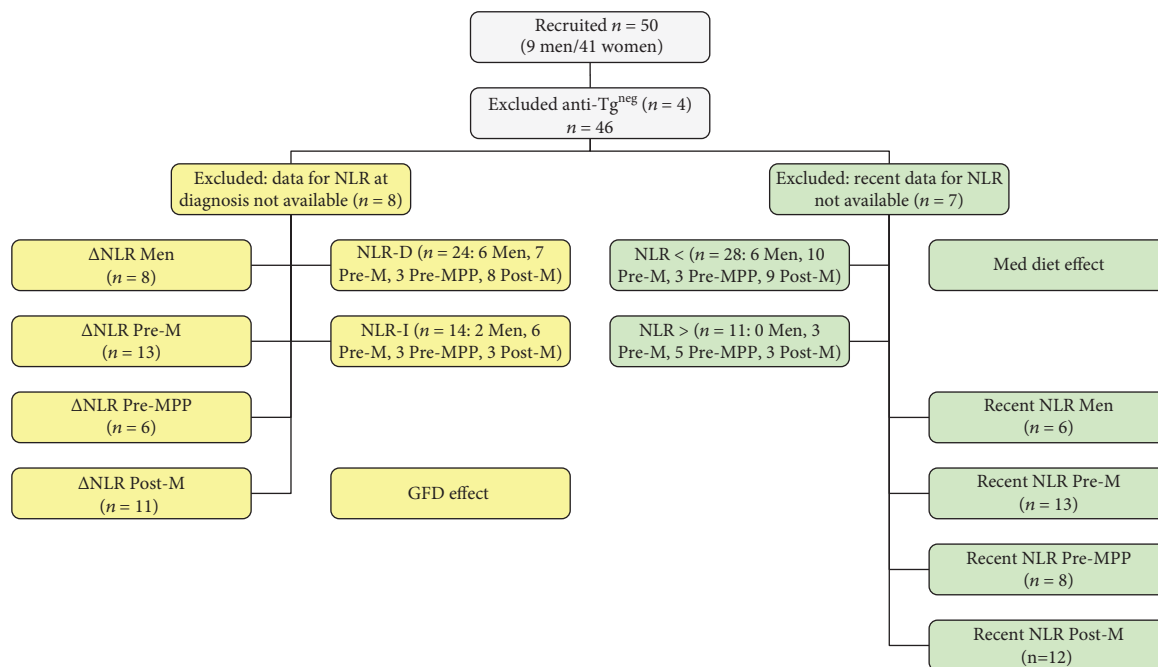 Recruited n = 50
(9 men/41 women)
Excluded anti-Tg^neg (n = 4)
n = 46
Excluded: data for NLR at
diagnosis not available (n = 8)
ΔNLR Men
(n = 8)
NLR-D (n = 24: 6 Men, 7
Pre-M, 3 Pre-MPP, 8 Post-M)
ΔNLR Pre-M
(n = 13)
NLR-I (n = 14: 2 Men, 6
Pre-M, 3 Pre-MPP, 3 Post-M)
ΔNLR Pre-MPP
(n = 6)
ΔNLR Post-M
(n = 11)
GFD effect
Excluded: recent data for NLR
not available (n = 7)
NLR < (n = 28: 6 Men, 10
Pre-M, 3 Pre-MPP, 9 Post-M)
Med diet effect
NLR > (n = 11: 0 Men, 3
Pre-M, 5 Pre-MPP, 3 Post-M)
Recent NLR Men
(n = 6)
Recent NLR Pre-M
(n = 13)
Recent NLR Pre-MPP
(n = 8)
Recent NLR Post-M
(n=12)